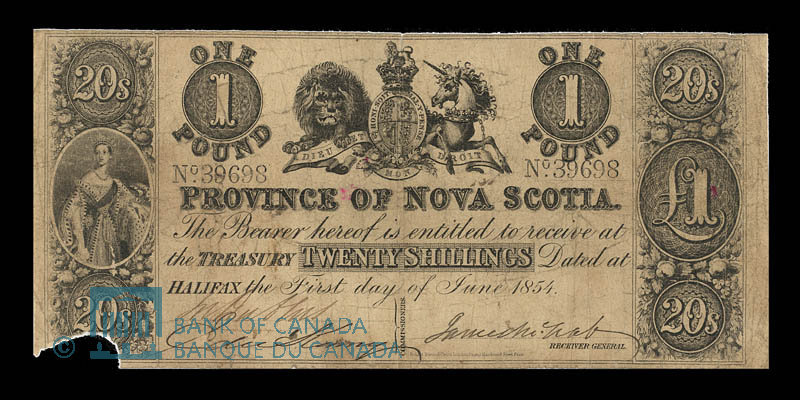 20s
ONE 1 POUND
DIEU ET MON DROIT
ONE 1 POUND
20s
No 39698
No 39698
PROVINCE OF NOVA SCOTIA.
£1
The Bearer hereof is entitled to receive at
the TREASURY TWENTY SHILLINGS Dated at
HALIFAX the First day of June 1854.
20s
COMMISSIONERS.
RECEIVER GENERAL.
20s
© BANK OF CANADA
BANQUE DU CANADA